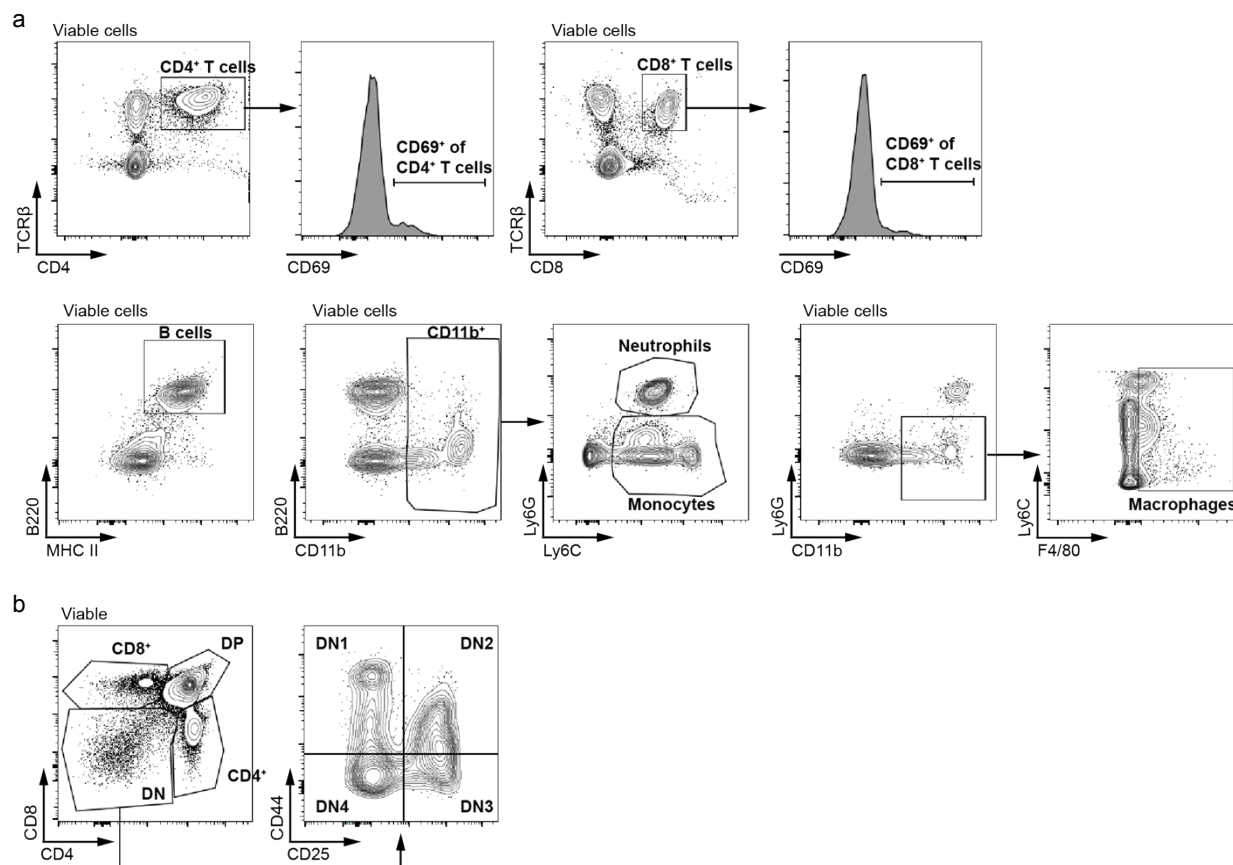 a
Viable cells
CD4⁺ T cells
TCRβ
CD4
CD69⁺ of
CD4⁺ T cells
CD69
Viable cells
CD8⁺ T cells
TCRβ
CD8
CD69⁺ of
CD8⁺ T cells
CD69
Viable cells
B cells
B220
MHC II
Viable cells
CD11b⁺
B220
CD11b
Neutrophils
Monocytes
Ly6G
Ly6C
Viable cells
Ly6G
CD11b
Macrophages
Ly6C
F4/80
b
Viable
CD8⁺
DP
DN
CD4⁺
CD8
CD4
DN1
DN2
DN4
DN3
CD44
CD25